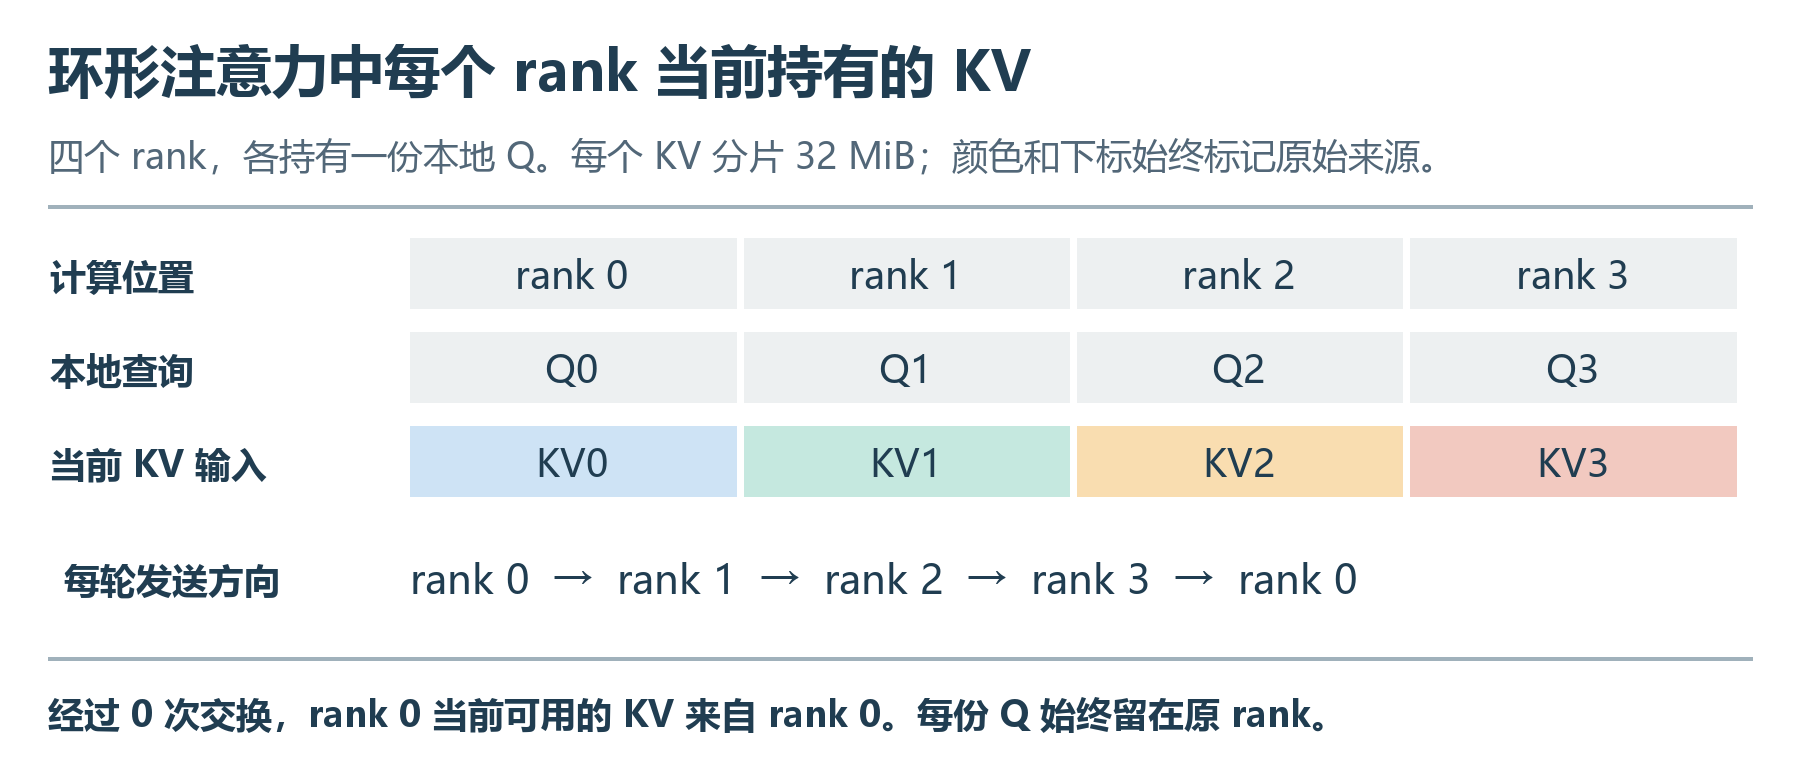 环形注意力中每个 rank 当前持有的 KV
四个 rank，各持有一份本地 Q。每个 KV 分片 32 MiB；颜色和下标始终标记原始来源。
计算位置 rank 0 rank 1 rank 2 rank 3
本地查询 Q0 Q1 Q2 Q3
当前 KV 输入 KV0 KV1 KV2 KV3
每轮发送方向 rank 0 → rank 1 → rank 2 → rank 3 → rank 0
经过 0 次交换，rank 0 当前可用的 KV 来自 rank 0。每份 Q 始终留在原 rank。